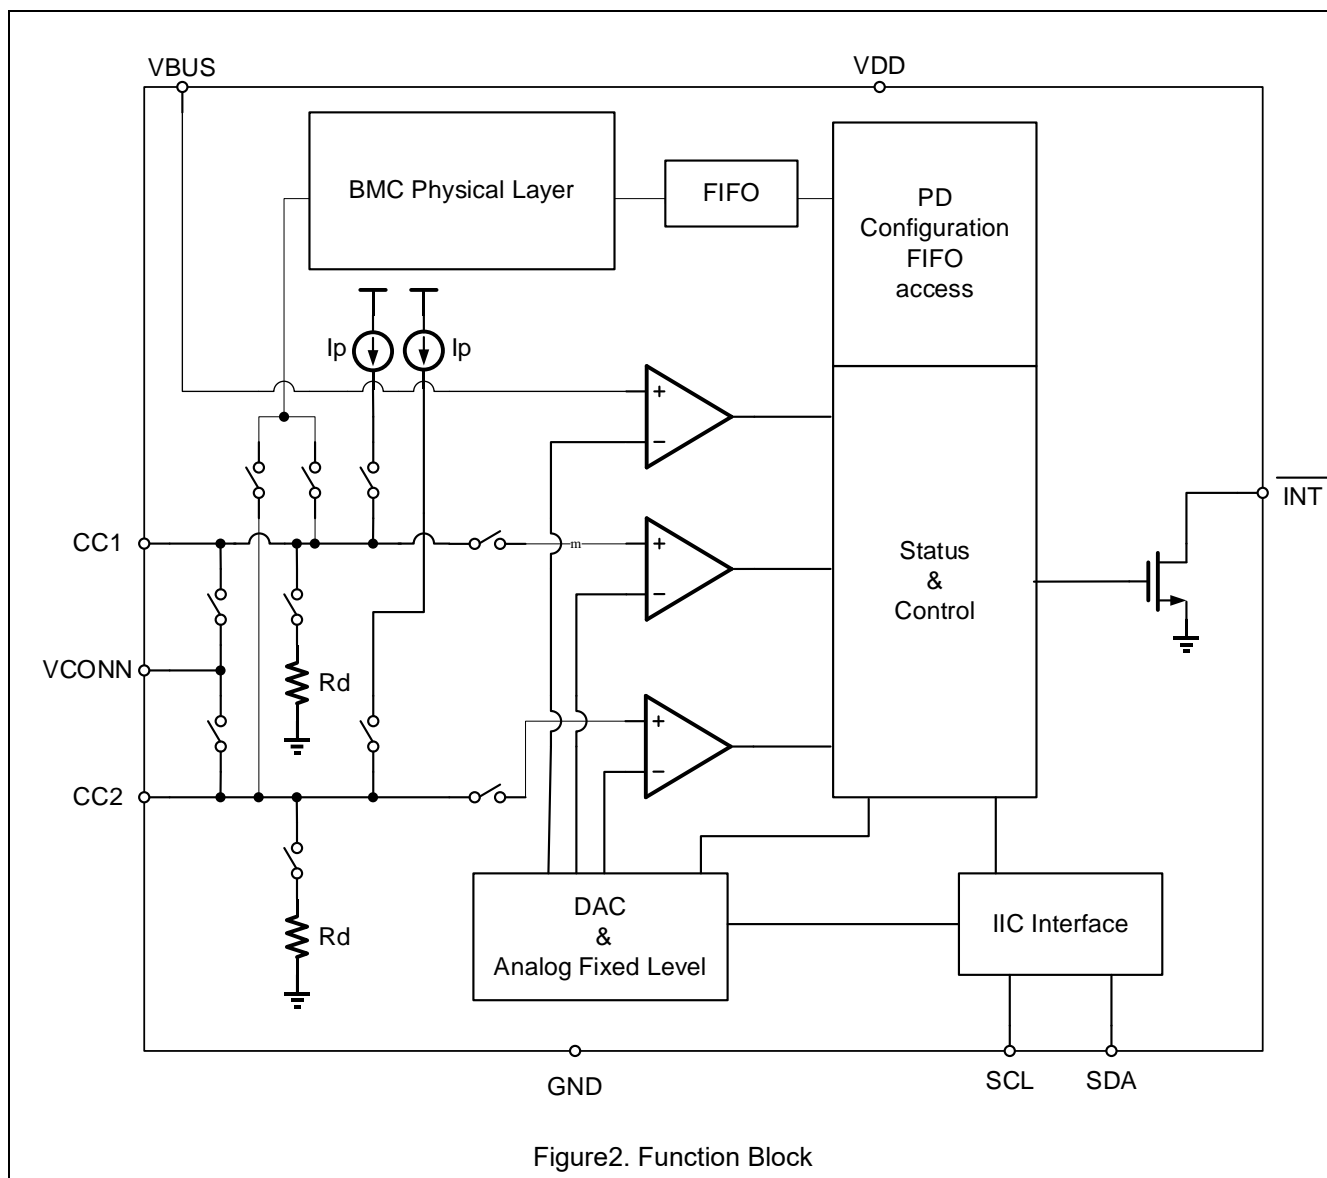 VBUS
VDD
BMC Physical Layer
FIFO
PD
Configuration
FIFO
access
Ip
Ip
+
−
INT
CC1
m
+
−
Status
&
Control
VCONN
Rd
+
−
CC2
Rd
DAC
&
Analog Fixed Level
IIC Interface
GND
SCL
SDA
Figure2. Function Block